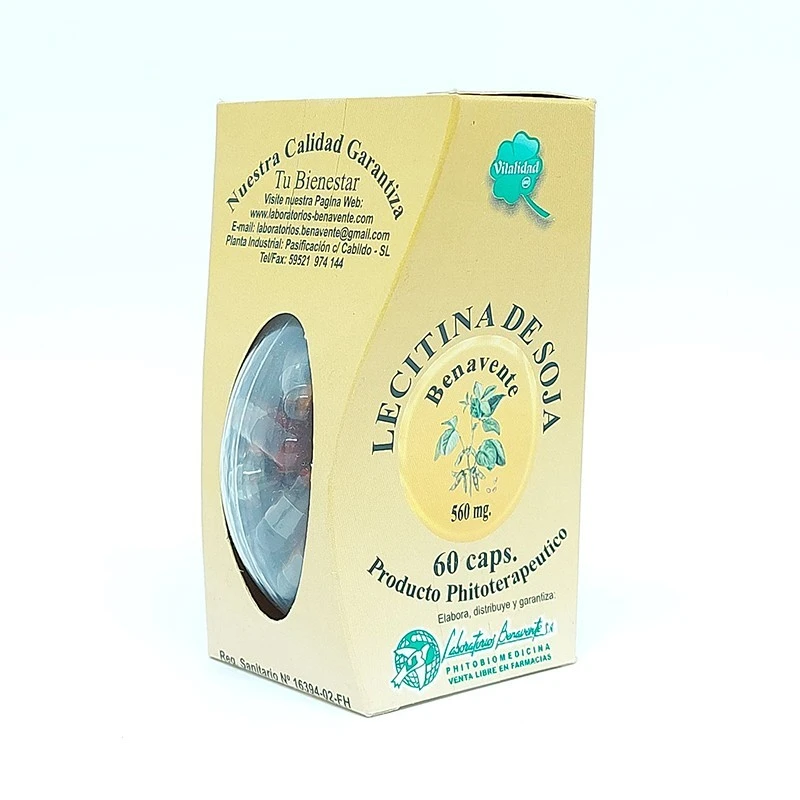 Nuestra Calidad Garantiza
Tu Bienestar
Visite nuestra Pagina Web:
www.laboratorios-benavente.com
E-mail: laboratorios.benavente@gmail.com
Planta Industrial: Pasificación c/ Cabildo - SL
Tel/Fax: 59521 974 144
Reg. Sanitario Nº 16394-02-FH
Vitalidad
LECITINA DE SOJA
Benavente
560 mg.
60 caps.
Producto Phitoterapeutico
Elabora, distribuye y garantiza:
Laboratorios Benavente
PHITOBIOMEDICINA
VENTA LIBRE EN FARMACIAS